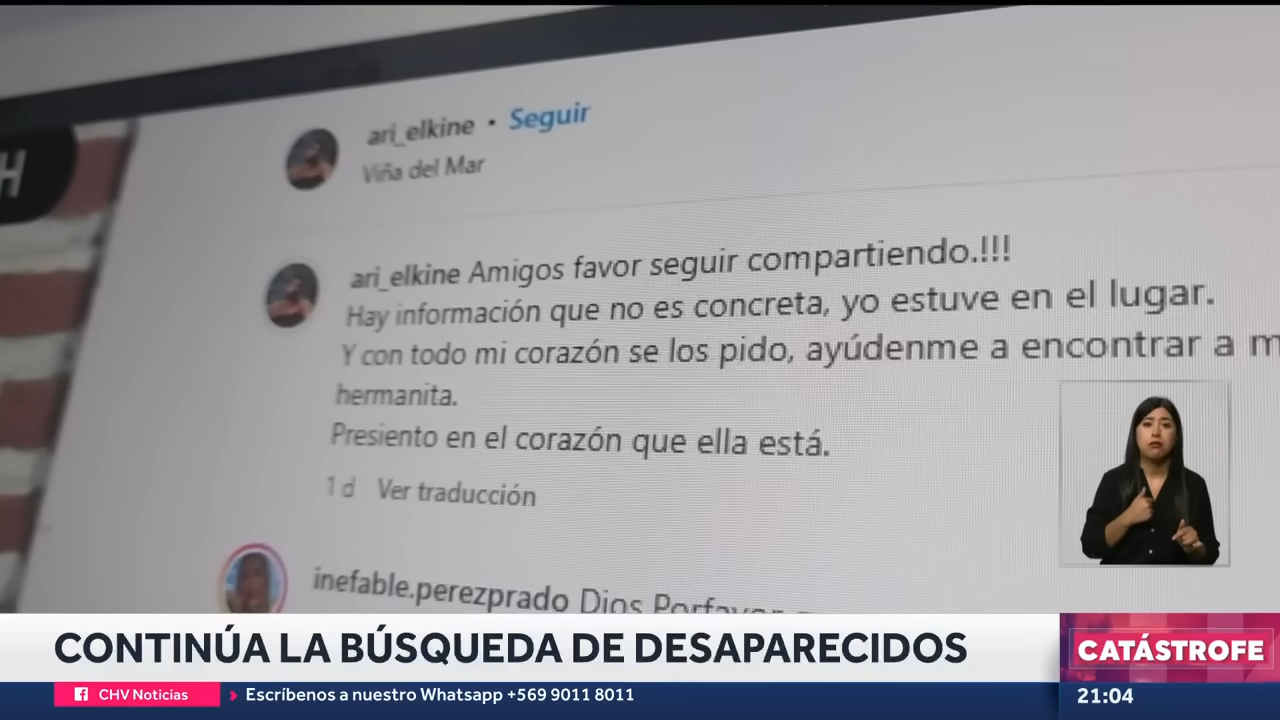 H
ari_elkine • Seguir
Viña del Mar
ari_elkine Amigos favor seguir compartiendo.!!!
Hay información que no es concreta, yo estuve en el lugar.
Y con todo mi corazón se los pido, ayúdenme a encontrar a m
hermanita.
Presiento en el corazón que ella está.
1 d Ver traducción
inefable.perezprado Dios Porfavor
CONTINÚA LA BÚSQUEDA DE DESAPARECIDOS
CATÁSTROFE
CHV Noticias
Escríbenos a nuestro Whatsapp +569 9011 8011
21:04